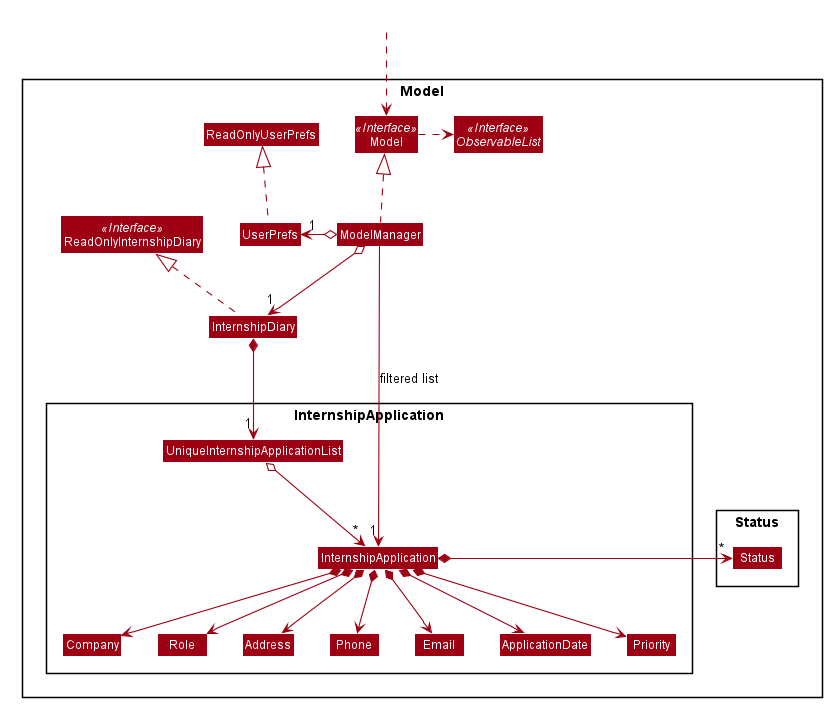 Model
ReadOnlyUserPrefs
«Interface»
Model
«Interface»
ObservableList
«Interface»
ReadOnlyInternshipDiary
UserPrefs
1
ModelManager
1
InternshipDiary
filtered list
InternshipApplication
1
UniqueInternshipApplicationList
*
1
InternshipApplication
Status
*
Status
Company
Role
Address
Phone
Email
ApplicationDate
Priority